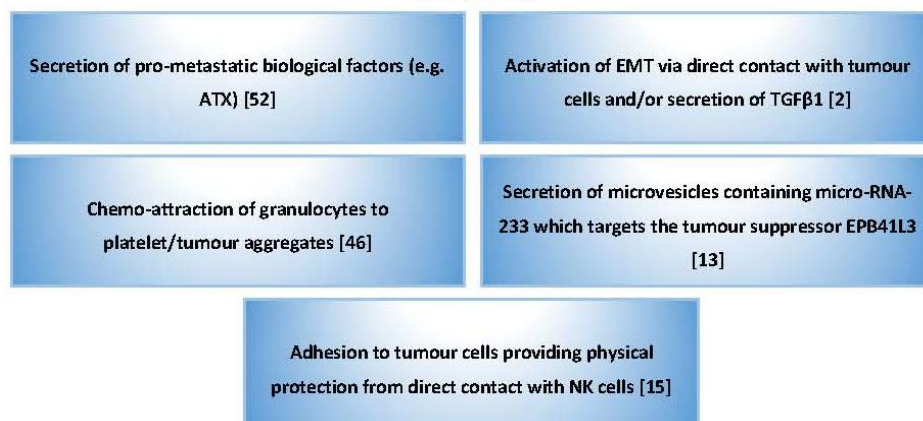 Secretion of pro-metastatic biological factors (e.g.
ATX) [52]
Activation of EMT via direct contact with tumour
cells and/or secretion of TGFβ1 [2]
Chemo-attraction of granulocytes to
platelet/tumour aggregates [46]
Secretion of microvesicles containing micro-RNA-
233 which targets the tumour suppressor EPB41L3
[13]
Adhesion to tumour cells providing physical
protection from direct contact with NK cells [15]